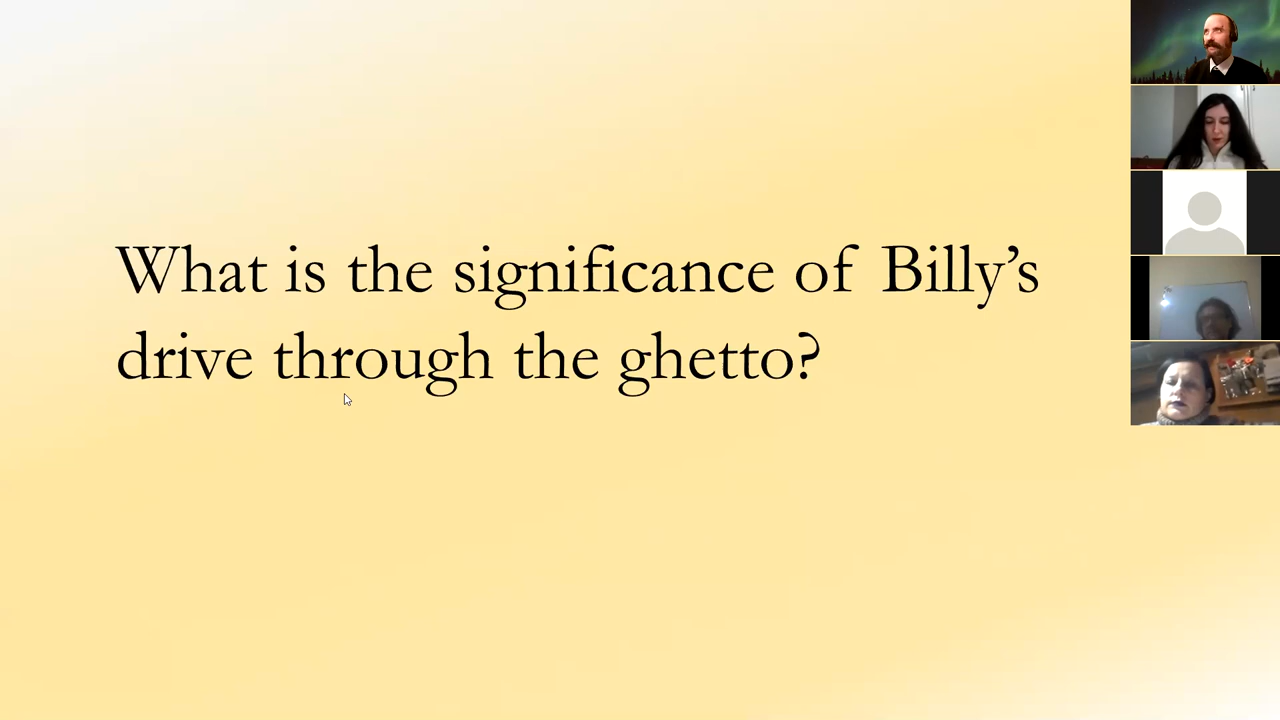 What is the significance of Billy’s
drive through the ghetto?